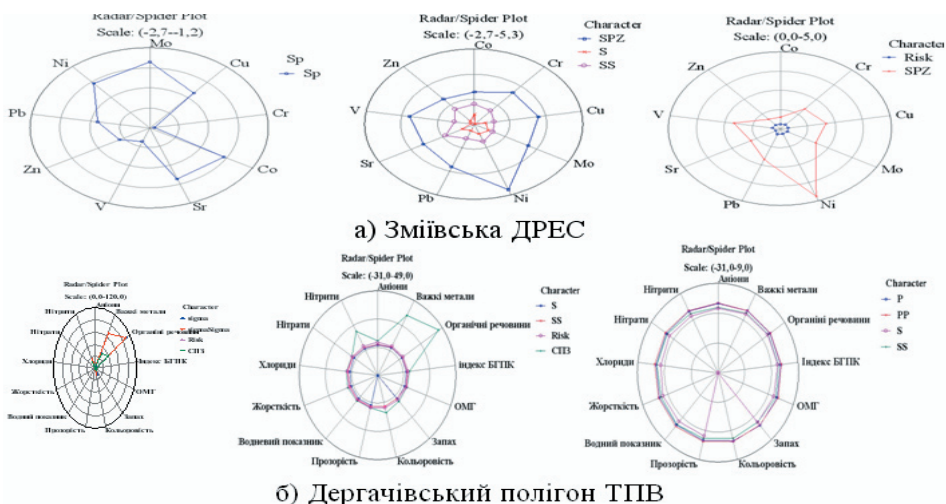 Radar/Spider Plot
Scale: (-2,7--1,2)
Mo
Cu
Cr
Co
Sr
V
Zn
Pb
Ni
Sp
Sp
Radar/Spider Plot
Scale: (-2,7-5,3)
Co
Cr
Cu
Mo
Ni
Pb
Sr
V
Zn
Character
SPZ
S
SS
Radar/Spider Plot
Scale: (0,0-5,0)
Co
Cr
Cu
Mo
Ni
Pb
Sr
V
Zn
Character
Risk
SPZ
а) Зміївська ДРЕС
Radar/Spider Plot
Scale: (0,0-120,0)
Аніони
Важкі метали
Органічні речовини
Індекс БГПК
ОМГ
Запах
Кольоровість
Прозорість
Водний показник
Жорсткість
Хлориди
Нітрати
Нітрити
Character
sigma
sigmaSigma
Risk
СПЗ
Radar/Spider Plot
Scale: (-31,0-49,0)
Аніони
Важкі метали
Органічні речовини
індекс БГПК
ОМГ
Запах
Кольоровість
Прозорість
Водневий показник
Жорсткість
Хлориди
Нітрати
Нітрити
Character
S
SS
Risk
СПЗ
Radar/Spider Plot
Scale: (-31,0-9,0)
Аніони
Важкі метали
Органіні речовини
Індекс БГПК
ОМГ
Запах
Кольоровість
Прозорість
Водний показник
Жорсткість
Хлориди
Нітрати
Нітрити
Character
P
PP
S
SS
б) Дергачівський полігон ТПВ